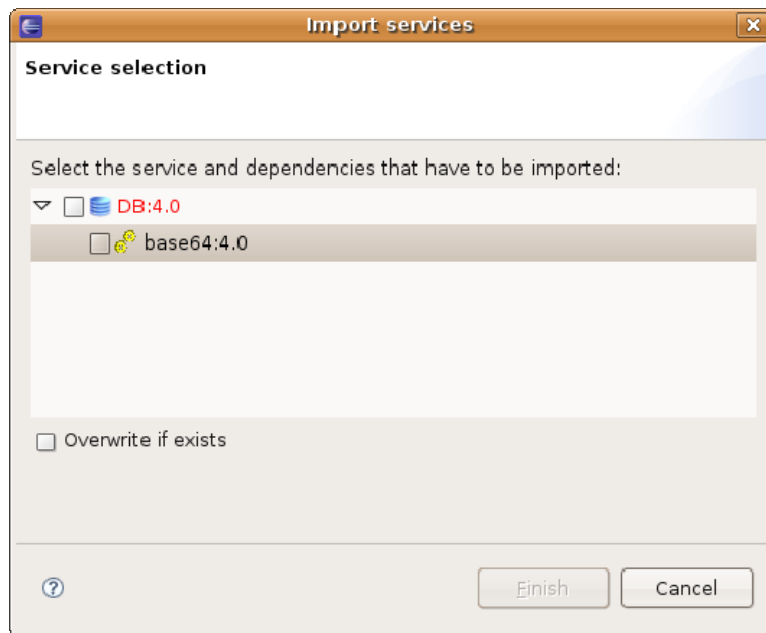 Import services
Service selection
Select the service and dependencies that have to be imported:
DB:4.0
base64:4.0
Overwrite if exists
Finish
Cancel